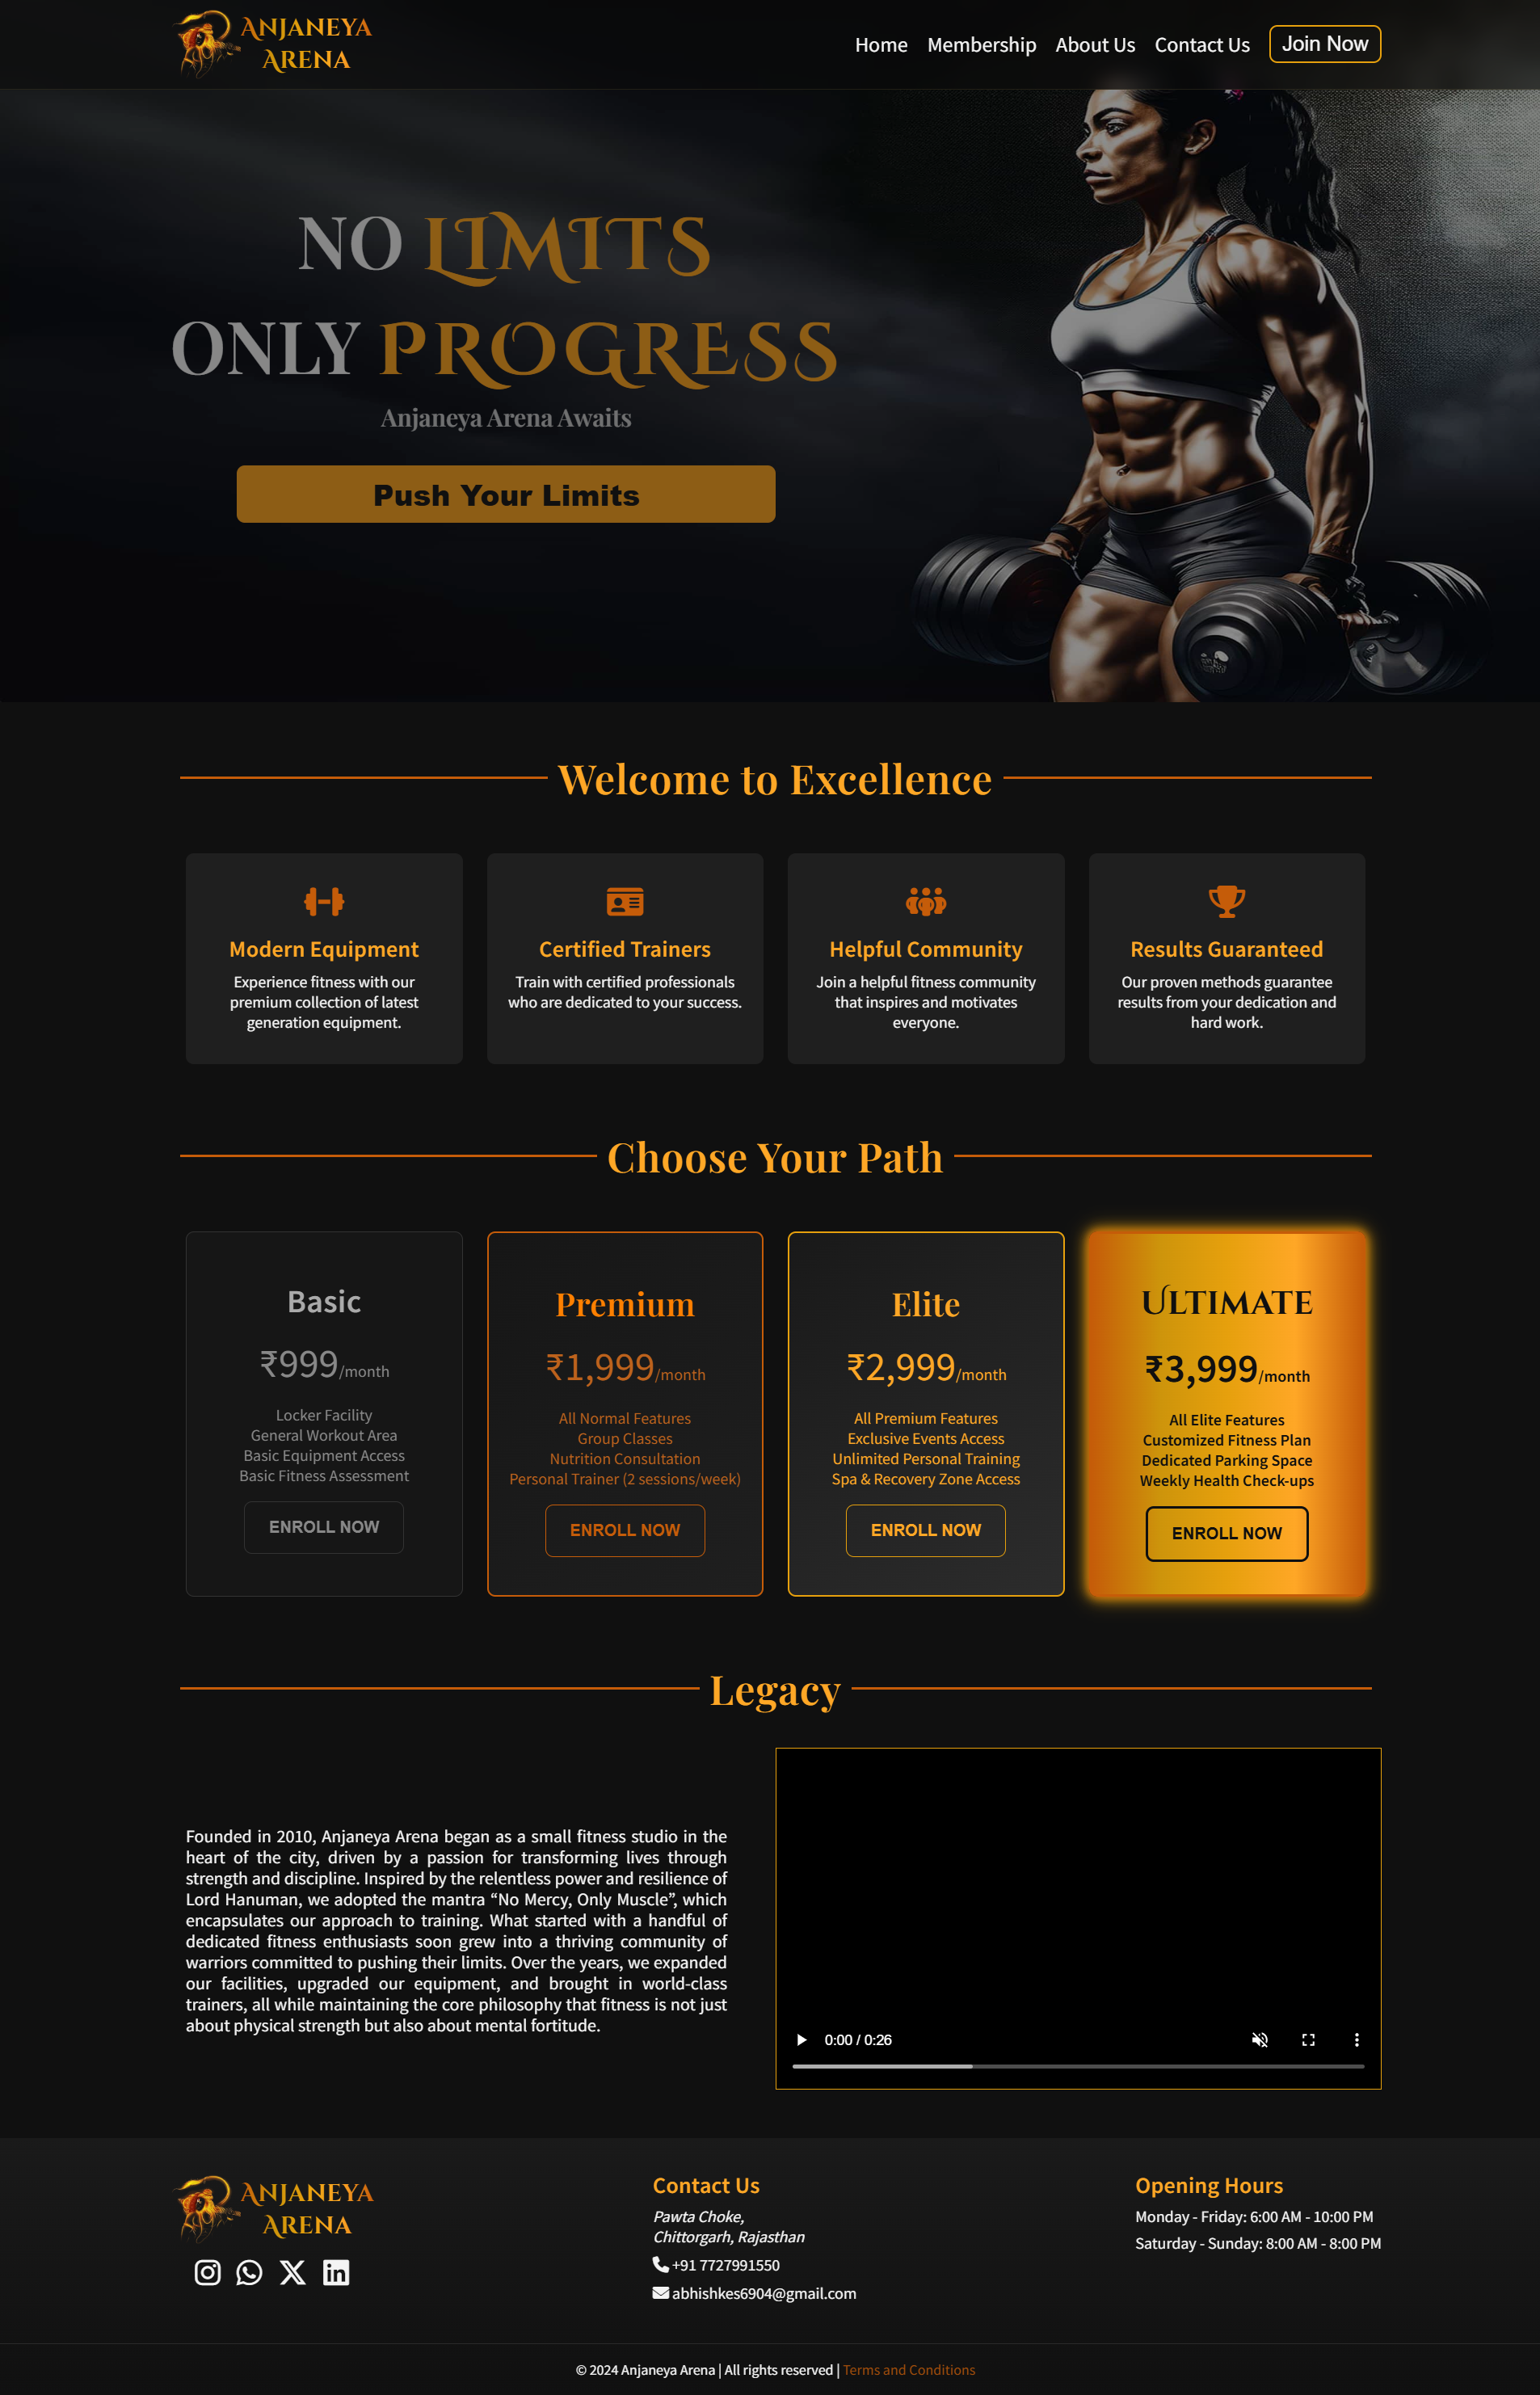 ANJANEYA
ARENA
Home Membership About Us Contact Us Join Now
NO LIMITS
ONLY PROGRESS
Anjaneya Arena Awaits
Push Your Limits
Welcome to Excellence
Modern Equipment
Experience fitness with our
premium collection of latest
generation equipment.
Certified Trainers
Train with certified professionals
who are dedicated to your success.
Helpful Community
Join a helpful fitness community
that inspires and motivates
everyone.
Results Guaranteed
Our proven methods guarantee
results from your dedication and
hard work.
Choose Your Path
Basic
₹999/month
Locker Facility
General Workout Area
Basic Equipment Access
Basic Fitness Assessment
ENROLL NOW
Premium
₹1,999/month
All Normal Features
Group Classes
Nutrition Consultation
Personal Trainer (2 sessions/week)
ENROLL NOW
Elite
₹2,999/month
All Premium Features
Exclusive Events Access
Unlimited Personal Training
Spa & Recovery Zone Access
ENROLL NOW
ULTIMATE
₹3,999/month
All Elite Features
Customized Fitness Plan
Dedicated Parking Space
Weekly Health Check-ups
ENROLL NOW
Legacy
Founded in 2010, Anjaneya Arena began as a small fitness studio in the
heart of the city, driven by a passion for transforming lives through
strength and discipline. Inspired by the relentless power and resilience of
Lord Hanuman, we adopted the mantra “No Mercy, Only Muscle”, which
encapsulates our approach to training. What started with a handful of
dedicated fitness enthusiasts soon grew into a thriving community of
warriors committed to pushing their limits. Over the years, we expanded
our facilities, upgraded our equipment, and brought in world-class
trainers, all while maintaining the core philosophy that fitness is not just
about physical strength but also about mental fortitude.
0:00 / 0:26
ANJANEYA
ARENA
Contact Us
Pawta Choke,
Chittorgarh, Rajasthan
+91 7727991550
abhishkes6904@gmail.com
Opening Hours
Monday - Friday: 6:00 AM - 10:00 PM
Saturday - Sunday: 8:00 AM - 8:00 PM
© 2024 Anjaneya Arena | All rights reserved | Terms and Conditions